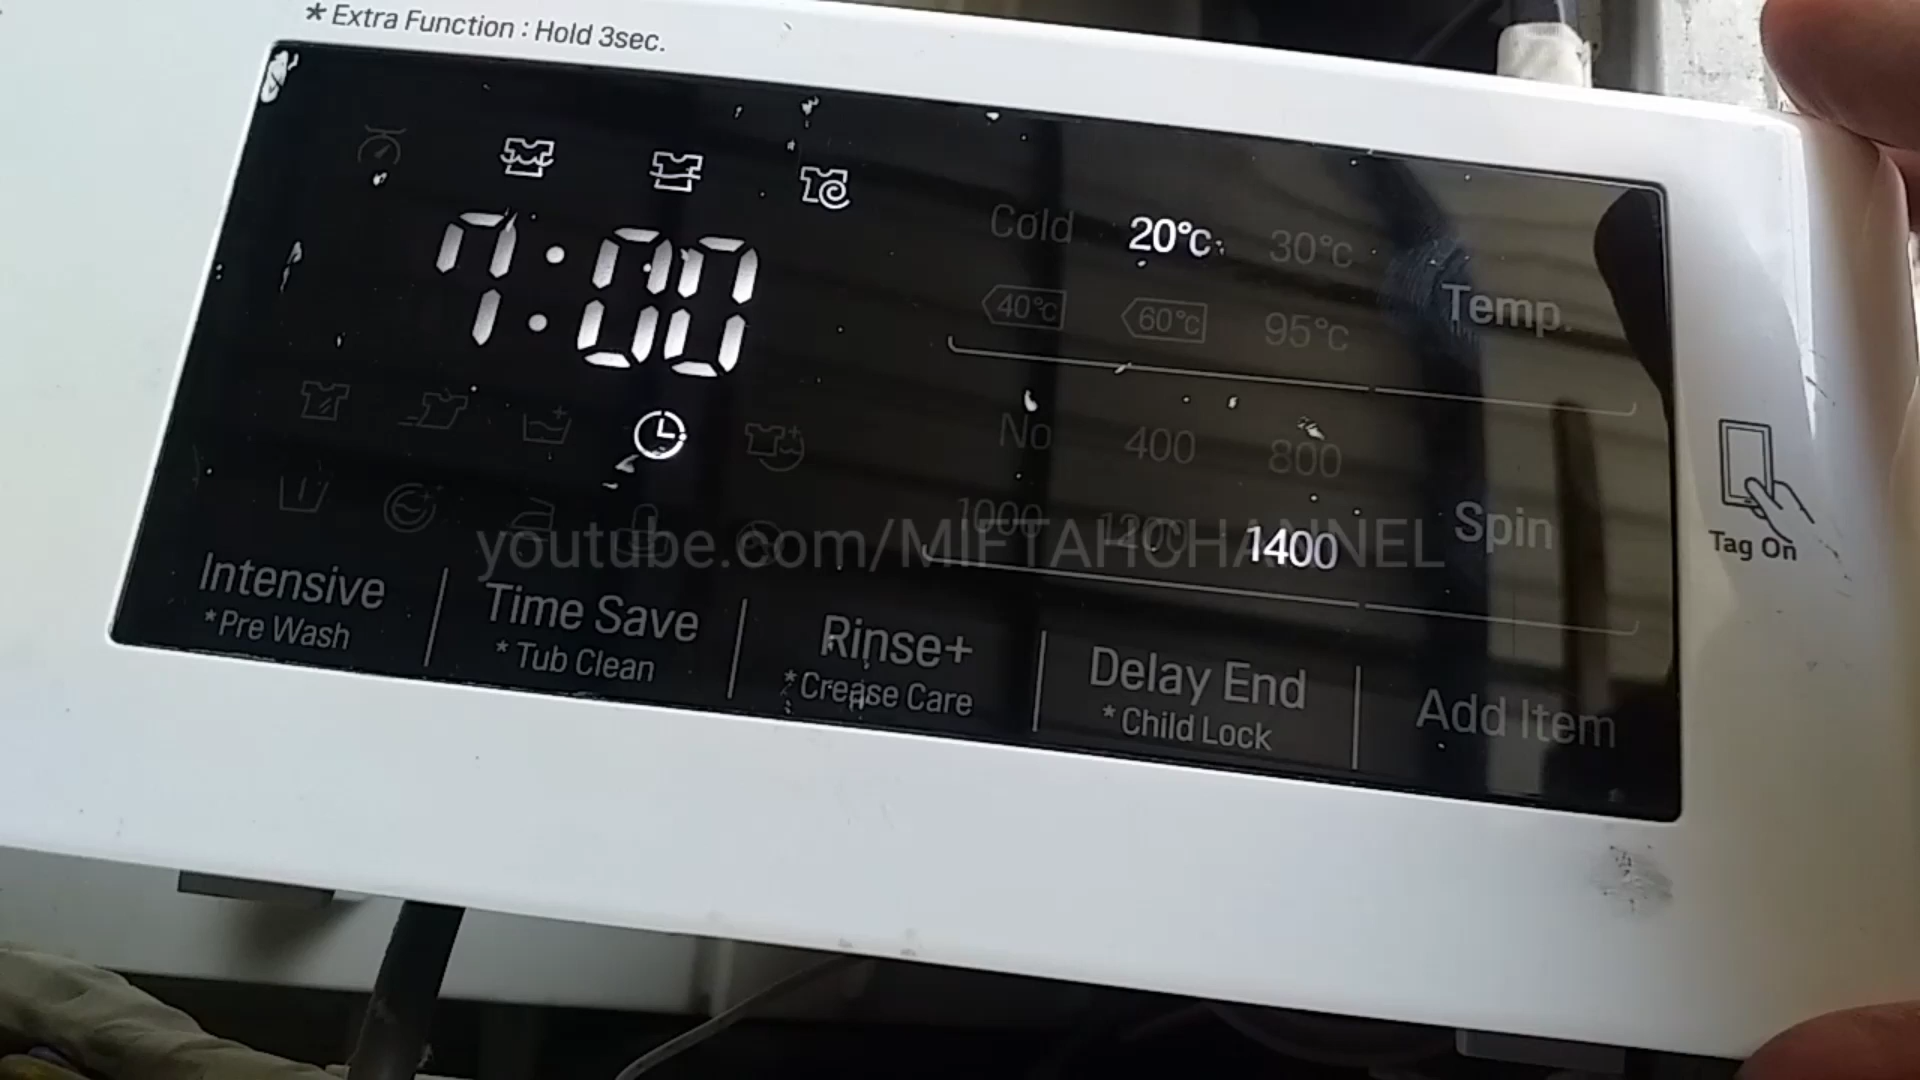 * Extra Function : Hold 3sec.
7:00
Cold 20°C 30°C
40°C 60°C 95°C
Temp.
No 400 800
1000 1200 1400
Spin
Tag On
youtube.com/MIFTAHCHANNEL
Intensive
*Pre Wash
Time Save
*Tub Clean
Rinse+
*Crease Care
Delay End
*Child Lock
Add Item